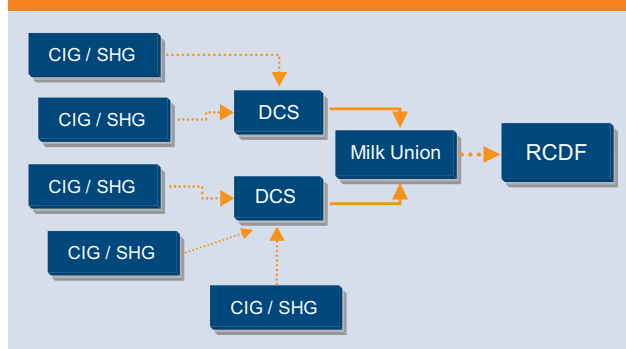 CIG / SHG
CIG / SHG
DCS
Milk Union
RCDF
CIG / SHG
DCS
CIG / SHG
CIG / SHG